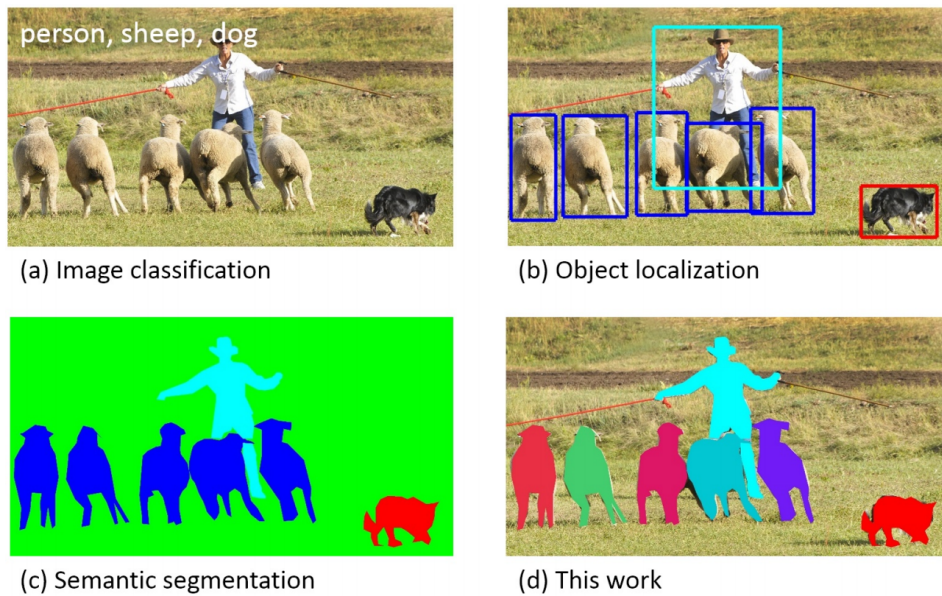 person, sheep, dog
(a) Image classification
(b) Object localization
(c) Semantic segmentation
(d) This work